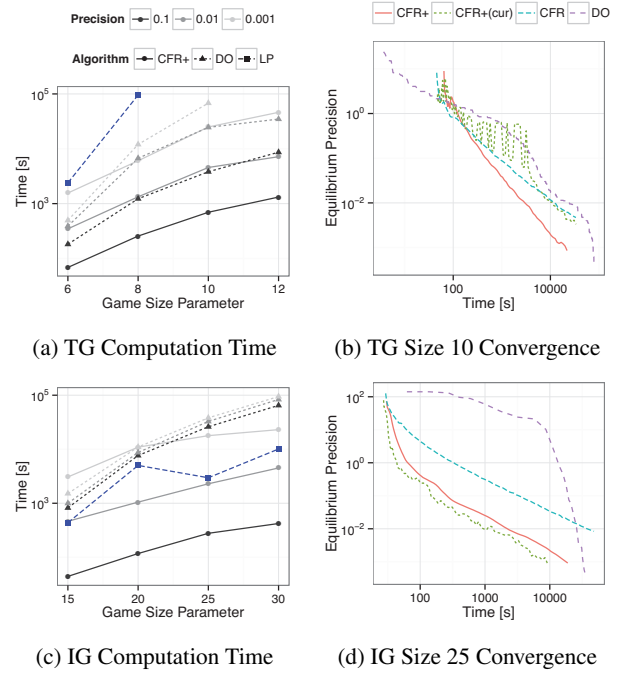 Precision 0.1 0.01 0.001
Algorithm CFR+ DO LP
CFR+ CFR+(cur) CFR DO
10^5
10^3
Time [s]
6 8 10 12
Game Size Parameter
10^0
10^−2
Equilibrium Precision
100 10000
Time [s]
(a) TG Computation Time
(b) TG Size 10 Convergence
10^5
10^3
Time [s]
15 20 25 30
Game Size Parameter
10^2
10^0
10^−2
Equilibrium Precision
100 1000 10000
Time [s]
(c) IG Computation Time
(d) IG Size 25 Convergence